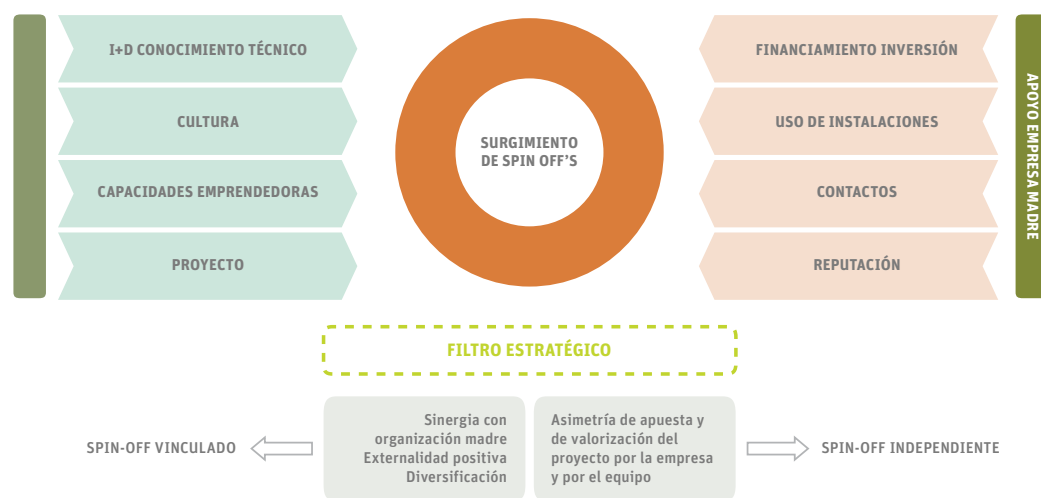 I+D CONOCIMIENTO TÉCNICO
CULTURA
CAPACIDADES EMPRENDEDORAS
PROYECTO
SURGIMIENTO
DE SPIN OFF'S
FINANCIAMIENTO INVERSIÓN
USO DE INSTALACIONES
CONTACTOS
REPUTACIÓN
APOYO EMPRESA MADRE
FILTRO ESTRATÉGICO
SPIN-OFF VINCULADO
Sinergia con
organización madre
Externalidad positiva
Diversificación
Asimetría de apuesta y
de valorización del
proyecto por la empresa
y por el equipo
SPIN-OFF INDEPENDIENTE